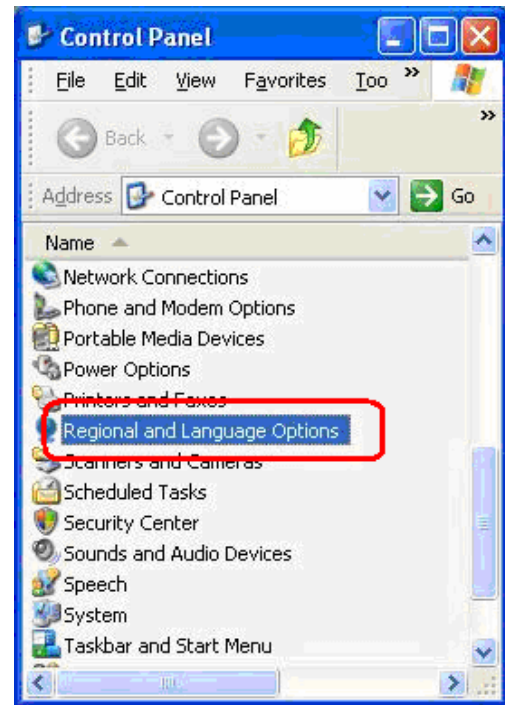 Control Panel
File Edit View Favorites Too »
Back »
Address Control Panel Go
Name
Network Connections
Phone and Modem Options
Portable Media Devices
Power Options
Printers and Faxes
Regional and Language Options
Scanners and Cameras
Scheduled Tasks
Security Center
Sounds and Audio Devices
Speech
System
Taskbar and Start Menu